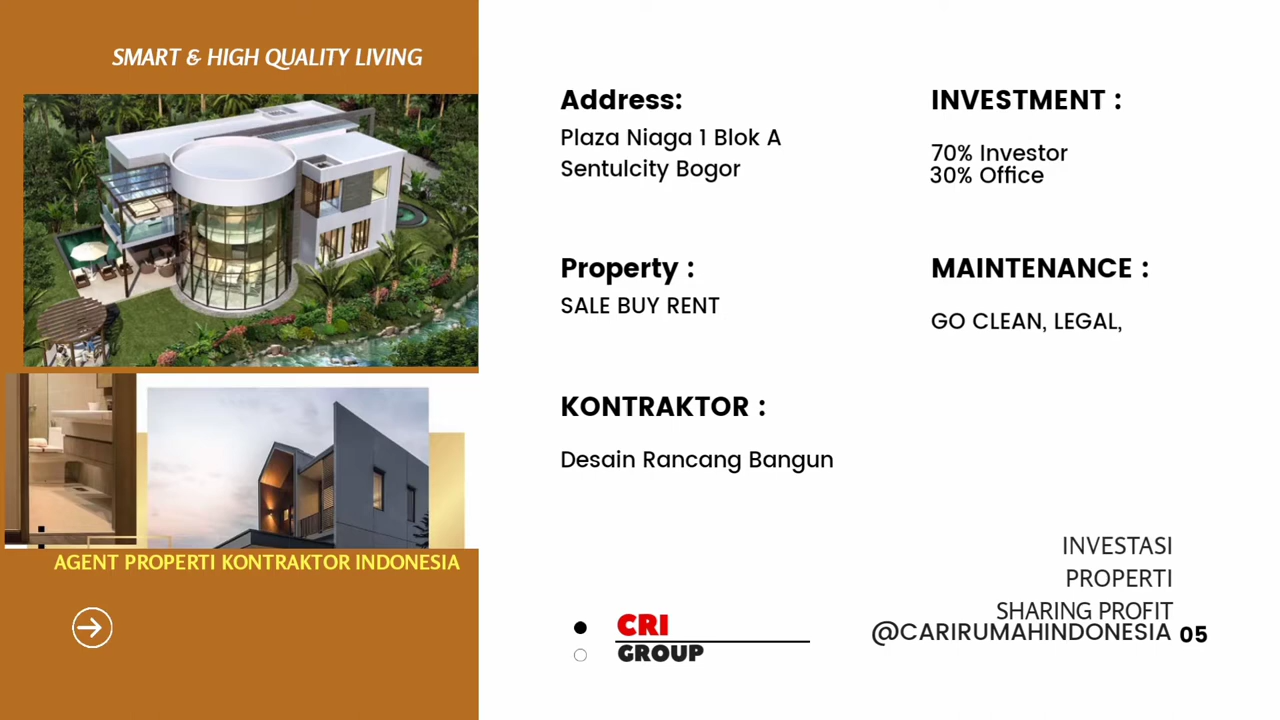 SMART & HIGH QUALITY LIVING
AGENT PROPERTI KONTRAKTOR INDONESIA
Address:
Plaza Niaga 1 Blok A
Sentulcity Bogor
Property :
SALE BUY RENT
KONTRAKTOR :
Desain Rancang Bangun
INVESTMENT :
70% Investor
30% Office
MAINTENANCE :
GO CLEAN, LEGAL,
CRI
GROUP
INVESTASI
PROPERTI
SHARING PROFIT
@CARIRUMAHINDONESIA 05